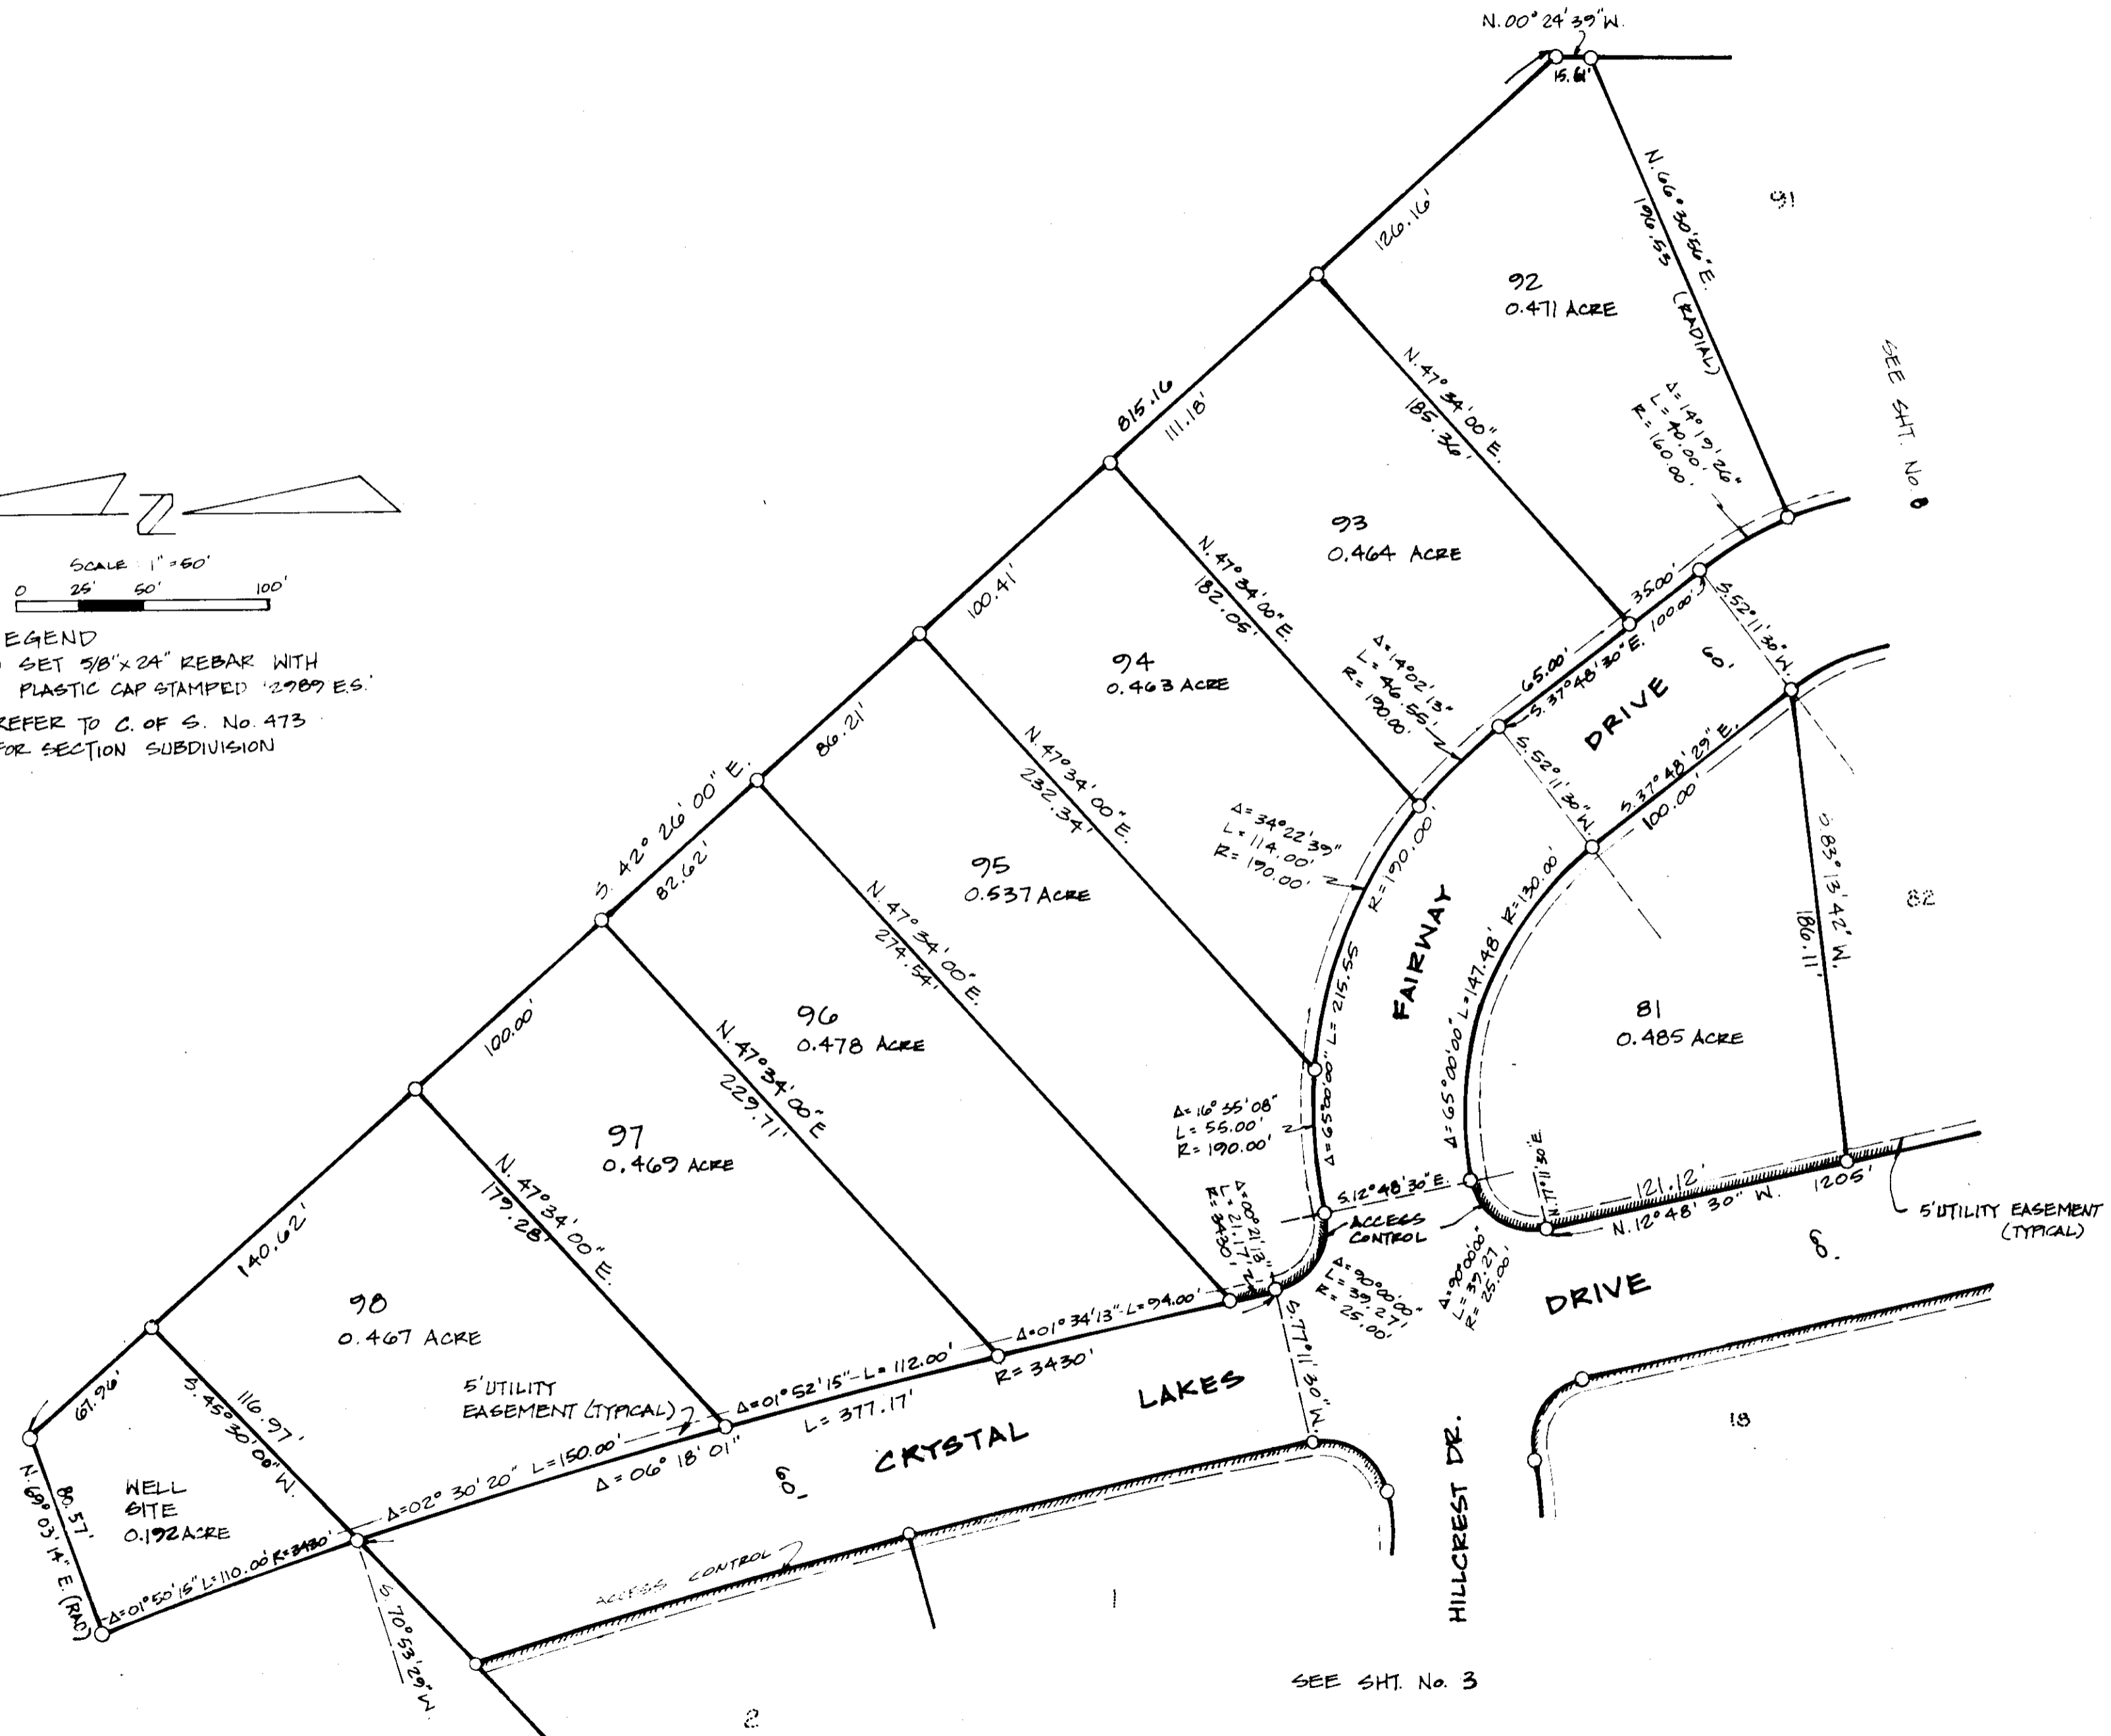 N.00°24'39"W.
15.61'
N.66°30'56"E.
196.53 (RADIAL)
91
126.16'
92
0.471 ACRE
SEE SHT. No. 8
815.16
111.18'
N.47°34'00"E.
185.36'
Δ=14°19'26"
L=40.00'
R=160.00'
SCALE : 1"=50'
0 25' 50' 100'
EGEND
SET 5/8"x24" REBAR WITH
PLASTIC CAP STAMPED '2989 E.S.'
REFER TO C. OF S. No. 473
FOR SECTION SUBDIVISION
93
0.464 ACRE
100.41'
N.47°34'00"E.
182.05'
35.00'
100.00'
S.52°11'30"W.
60'
65.00'
S.37°48'30"E.
Δ=14°02'13"
L=46.55'
R=190.00'
94
0.463 ACRE
86.21'
N.47°34'00"E.
232.34'
DRIVE
S.52°11'30"W.
S.37°48'29"E.
100.00'
S.83°13'42"W.
186.11'
82
S. 42°26'00"E.
82.62'
Δ=34°22'39"
L=114.00'
R=190.00'
R=190.00'
95
0.537 ACRE
N.47°34'00"E.
274.54'
FAIRWAY
Δ=65°00'00" L=215.55
Δ=65°00'00" L=147.48' R=130.00'
81
0.485 ACRE
100.00'
96
0.478 ACRE
N.47°34'00"E
229.71'
Δ=16°35'08"
L=55.00'
R=190.00'
97
0.469 ACRE
N.47°34'00"E.
179.28'
Δ=00°21'13"
L=21.17'
R=3430'
S.12°48'30"E.
N.77°11'30"E.
ACCESS
CONTROL
121.12'
N.12°48'30"W.
1205'
5'UTILITY EASEMENT
(TYPICAL)
60'
Δ=90°00'00"
L=39.27'
R=25.00'
Δ=90°00'00"
L=39.27
R=25.00'
140.62'
98
0.467 ACRE
5'UTILITY
EASEMENT (TYPICAL)
Δ=01°34'13"-L=94.00'
R=3430'
Δ=01°52'15"-L=112.00'
L=377.17'
S.77°11'30"W.
CRYSTAL LAKES DRIVE
67.96'
S.45°30'00"W.
116.97'
Δ=02°30'20" L=150.00'
Δ=06°18'01"
60'
N.69°03'14"E.(RAD)
80.57'
WELL
SITE
0.192 ACRE
Δ=01°50'15" L=110.00' R=3430'
S.70°53'29"W.
ACCESS CONTROL
HILLCREST DR.
18
1
2
SEE SHT. No. 3